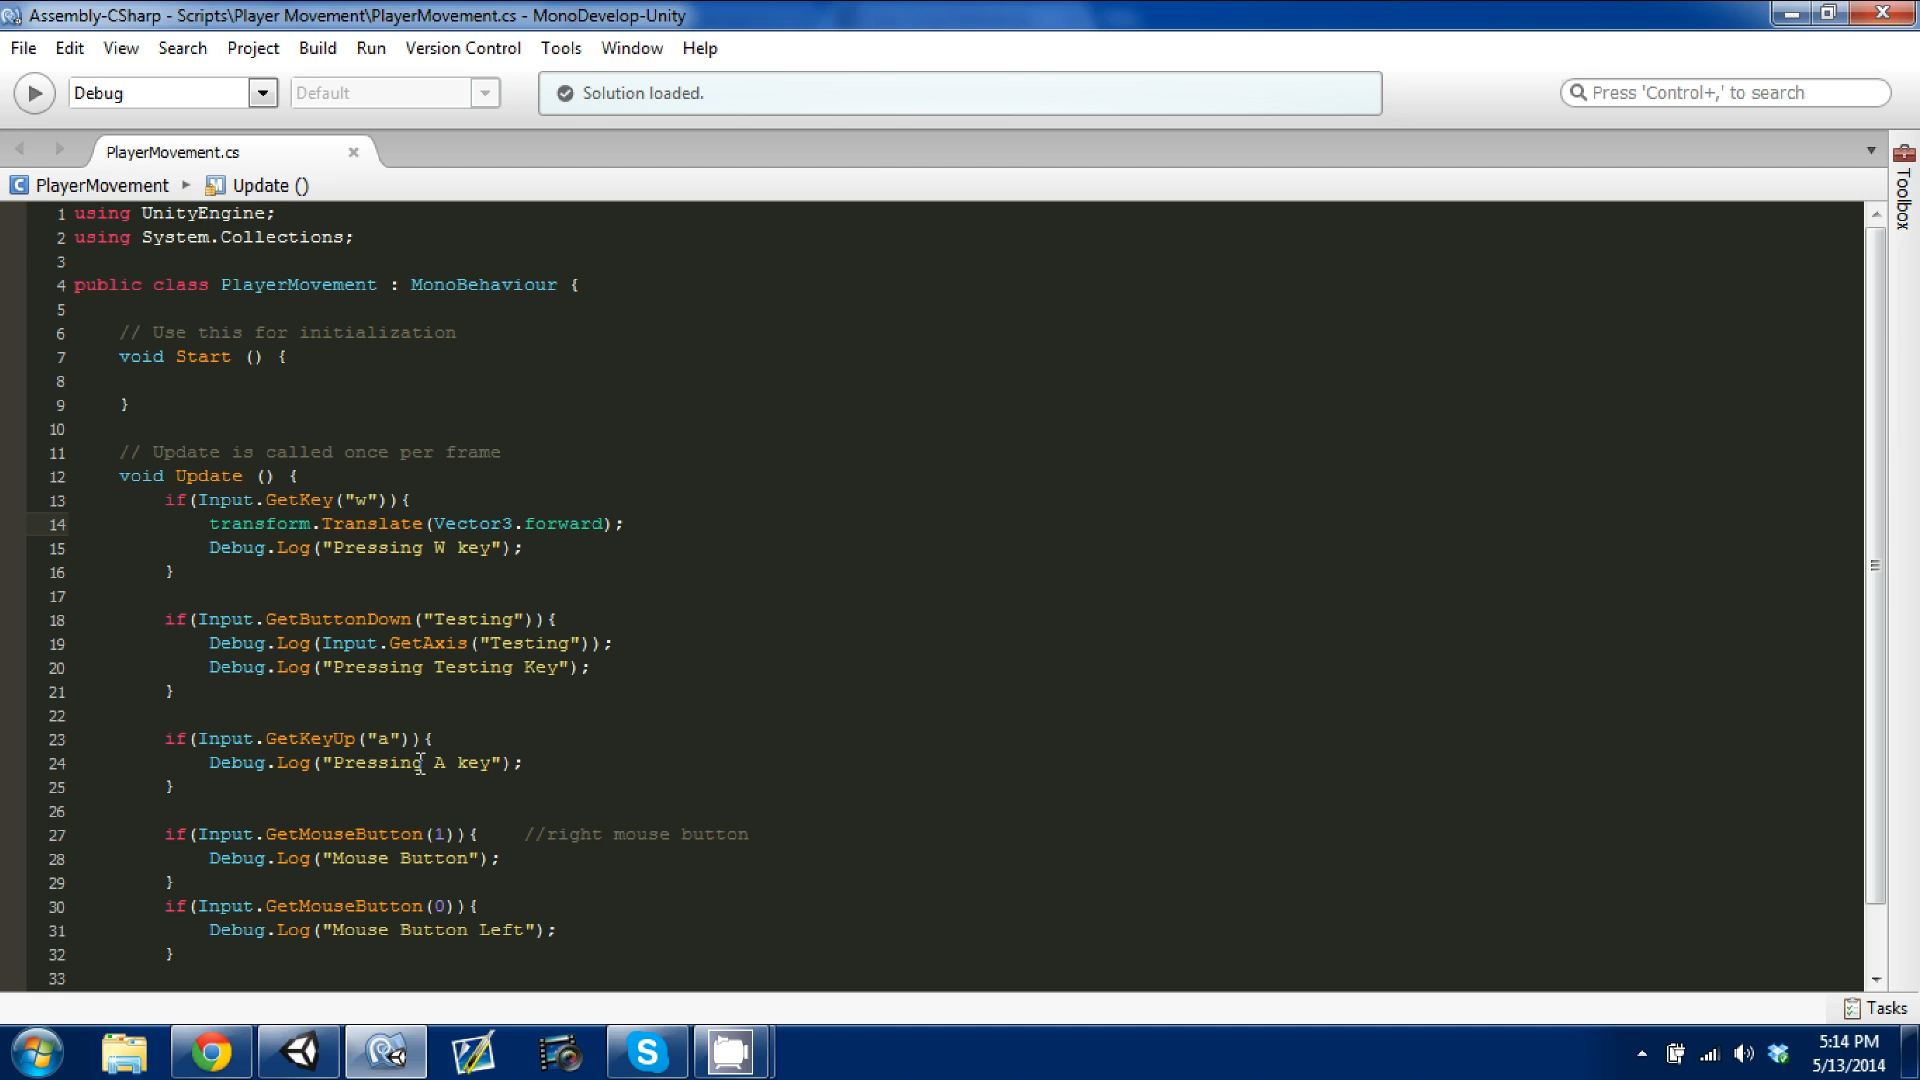 Assembly-CSharp - Scripts\Player Movement\PlayerMovement.cs - MonoDevelop-Unity
File Edit View Search Project Build Run Version Control Tools Window Help
Debug Default Solution loaded. Press 'Control+,' to search
PlayerMovement.cs
PlayerMovement Update ()
Toolbox
1 using UnityEngine;
2 using System.Collections;
3
4 public class PlayerMovement : MonoBehaviour {
5
6 // Use this for initialization
7 void Start () {
8
9 }
10
11 // Update is called once per frame
12 void Update () {
13 if(Input.GetKey("w")){
14 transform.Translate(Vector3.forward);
15 Debug.Log("Pressing W key");
16 }
17
18 if(Input.GetButtonDown("Testing")){
19 Debug.Log(Input.GetAxis("Testing"));
20 Debug.Log("Pressing Testing Key");
21 }
22
23 if(Input.GetKeyUp("a")){
24 Debug.Log("Pressing A key");
25 }
26
27 if(Input.GetMouseButton(1)){ //right mouse button
28 Debug.Log("Mouse Button");
29 }
30 if(Input.GetMouseButton(0)){
31 Debug.Log("Mouse Button Left");
32 }
33
Tasks
5:14 PM
5/13/2014